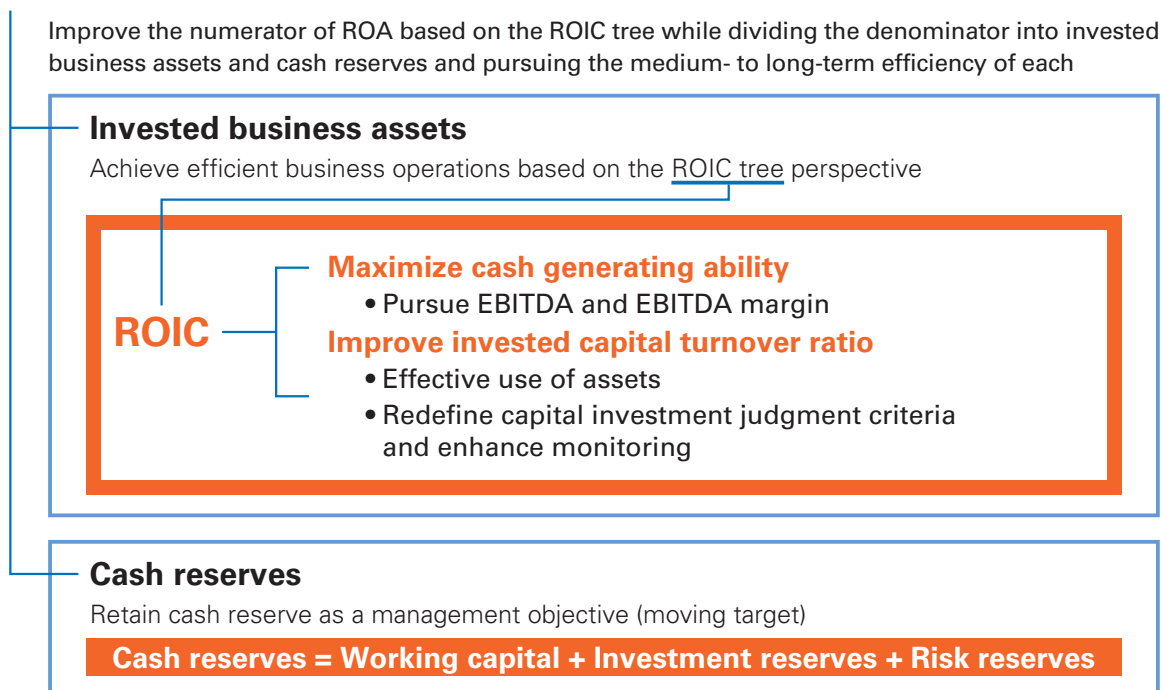 Improve the numerator of ROA based on the ROIC tree while dividing the denominator into invested
business assets and cash reserves and pursuing the medium- to long-term efficiency of each
Invested business assets
Achieve efficient business operations based on the ROIC tree perspective
ROIC
Maximize cash generating ability
• Pursue EBITDA and EBITDA margin
Improve invested capital turnover ratio
• Effective use of assets
• Redefine capital investment judgment criteria
and enhance monitoring
Cash reserves
Retain cash reserve as a management objective (moving target)
Cash reserves = Working capital + Investment reserves + Risk reserves